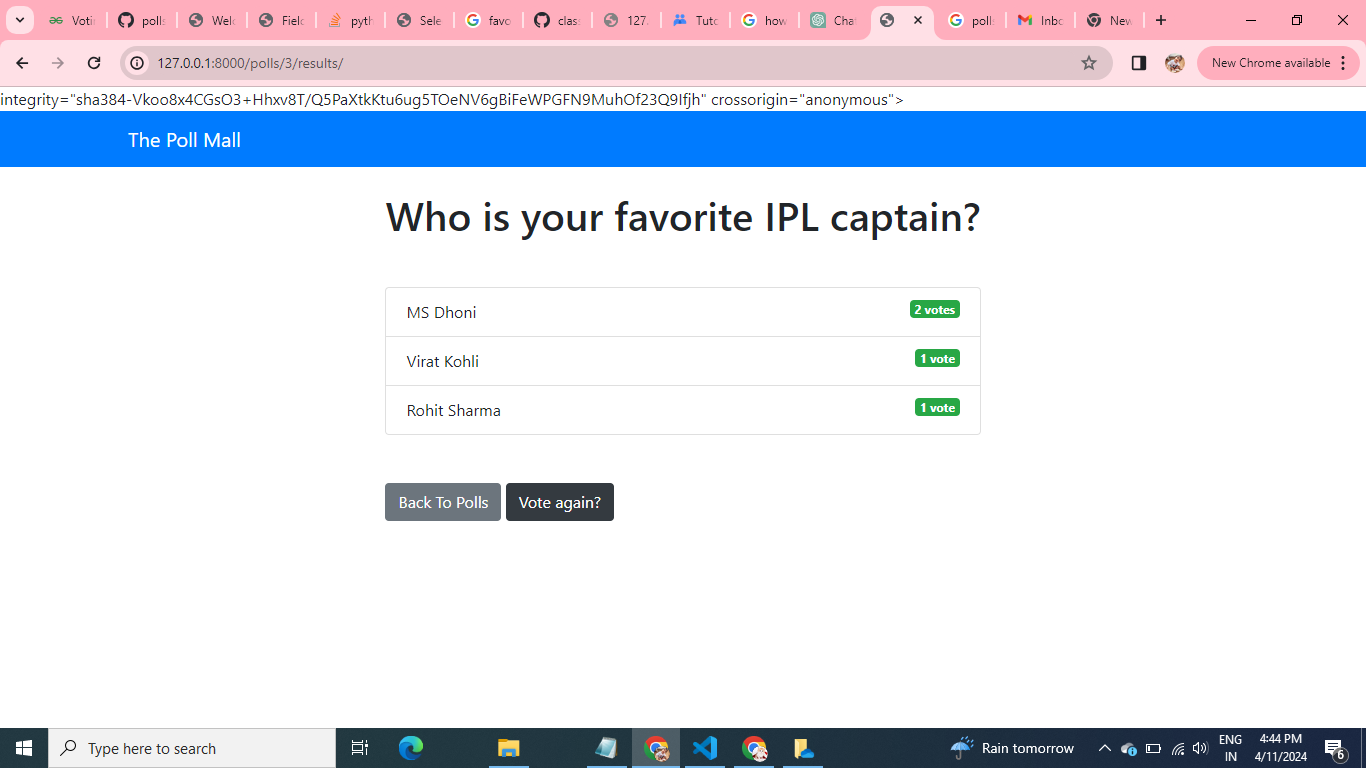 Votin
polls
Welc
Field
pyth
Sele
favo
class
127.
Tuto
how
Chat
polls
Inbo
New
127.0.0.1:8000/polls/3/results/
New Chrome available
integrity="sha384-Vkoo8x4CGsO3+Hhxv8T/Q5PaXtkKtu6ug5TOeNV6gBiFeWPGFN9MuhOf23Q9Ifjh" crossorigin="anonymous">
The Poll Mall
Who is your favorite IPL captain?
MS Dhoni 2 votes
Virat Kohli 1 vote
Rohit Sharma 1 vote
Back To Polls Vote again?
Type here to search
Rain tomorrow
ENG
IN
4:44 PM
4/11/2024
6